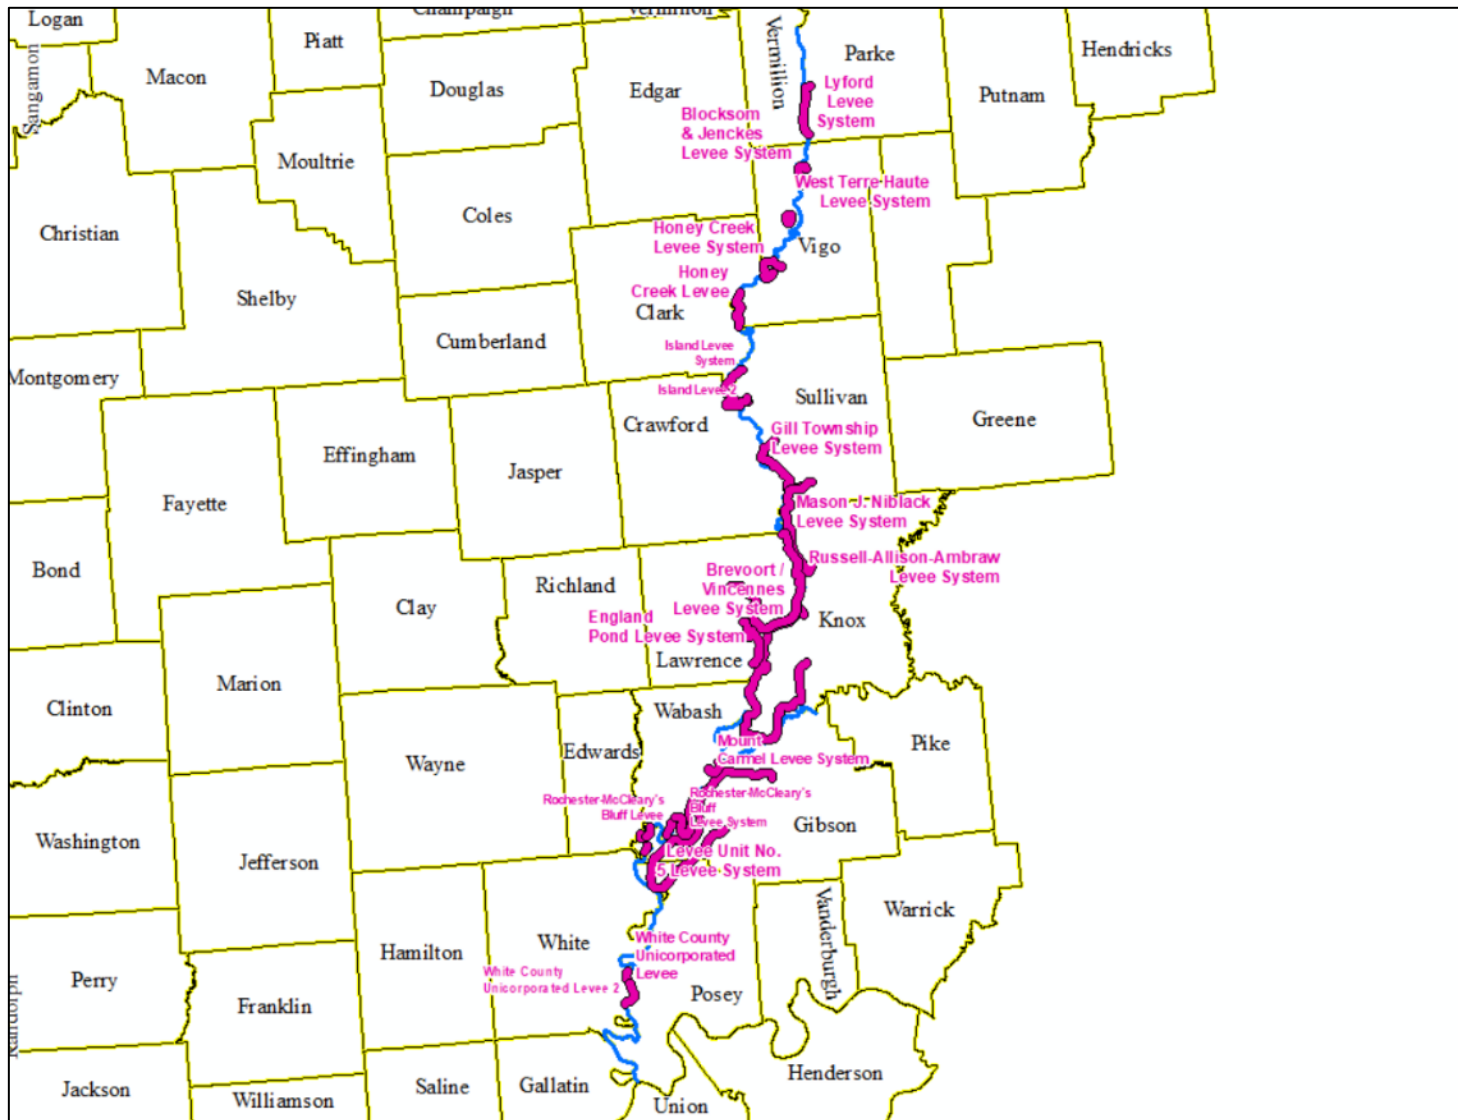 Logan
Champaign
Vermilion
Piatt
Vermillion
Parke
Hendricks
Sangamon
Macon
Douglas
Edgar
Putnam
Lyford
Levee
System
Blocksom
& Jenckes
Levee System
Moultrie
West Terre Haute
Levee System
Christian
Coles
Honey Creek
Levee System
Vigo
Honey
Creek Levee
Shelby
Clark
Cumberland
Island Levee
System
Montgomery
Island Levee 2
Sullivan
Crawford
Greene
Gill Township
Levee System
Effingham
Jasper
Fayette
Mason J. Niblack
Levee System
Bond
Russell-Allison-Ambraw
Levee System
Brevoort /
Vincennes
Levee System
Richland
Clay
England
Pond Levee System
Knox
Lawrence
Marion
Clinton
Wabash
Edwards
Pike
Mount
Carmel Levee System
Wayne
Rochester-McCleary's
Bluff Levee
Rochester-McCleary's
Bluff
Levee System
Gibson
Washington
Jefferson
Levee Unit No.
5 Levee System
Vanderburgh
Warrick
White
Hamilton
White County
Unicorporated
Levee
White County
Unicorporated Levee 2
Perry
Posey
Franklin
Randolph
Jackson
Williamson
Saline
Gallatin
Union
Henderson